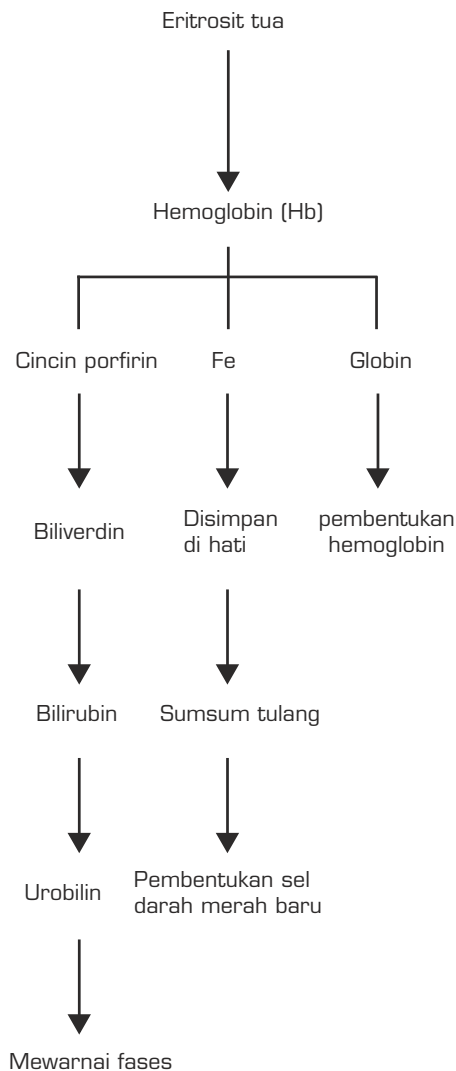 Eritrosit tua
Hemoglobin (Hb)
Cincin porfirin
Fe
Globin
Biliverdin
Disimpan
di hati
pembentukan
hemoglobin
Bilirubin
Sumsum tulang
Urobilin
Pembentukan sel
darah merah baru
Mewarnai fases